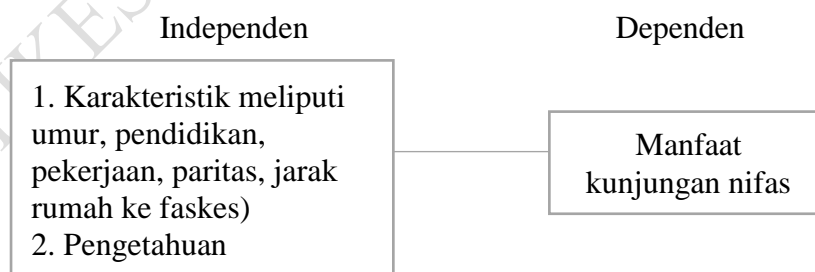 Independen
Dependen
1. Karakteristik meliputi
umur, pendidikan,
pekerjaan, paritas, jarak
rumah ke faskes)
2. Pengetahuan
Manfaat
kunjungan nifas